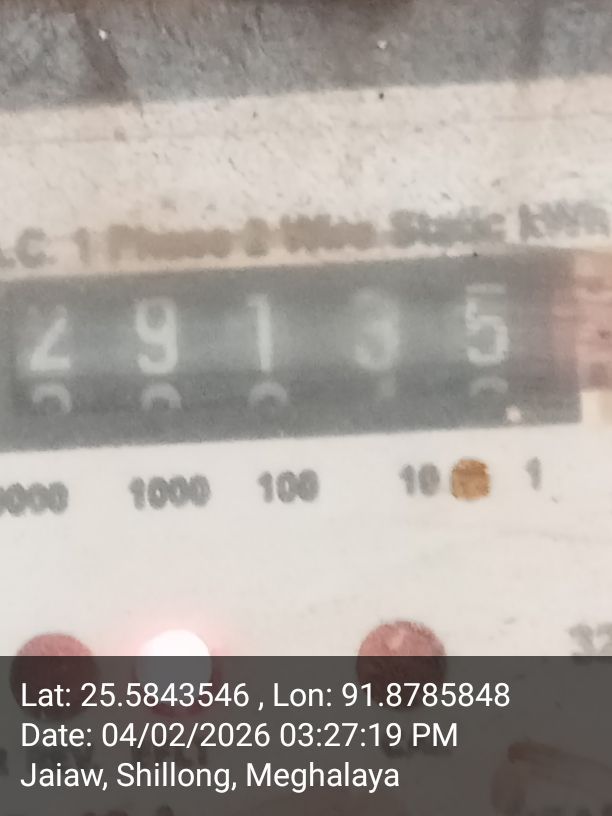 A.C. 1 Phase 2 Wire Static kWh
2 9 1 3 5
1000 100 10 1
Lat: 25.5843546 , Lon: 91.8785848
Date: 04/02/2026 03:27:19 PM
Jaiaw, Shillong, Meghalaya